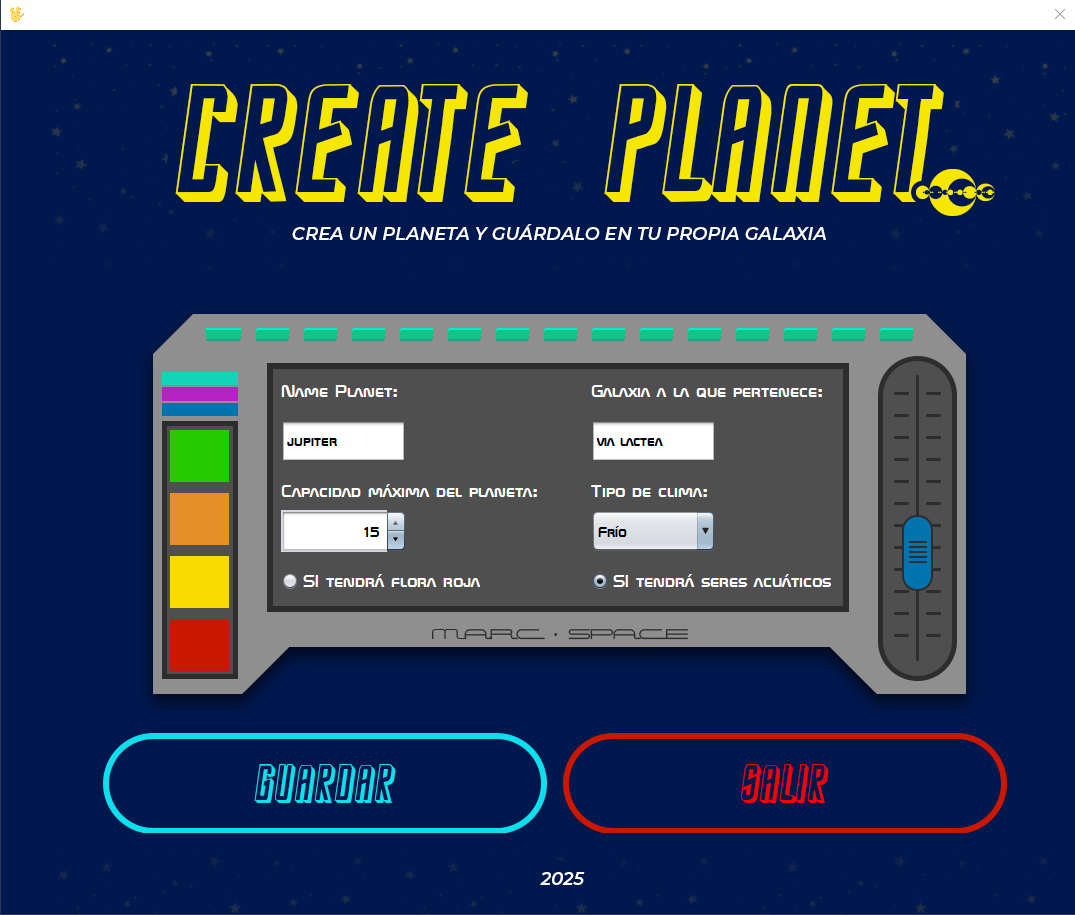 CREATE PLANET
CREA UN PLANETA Y GUÁRDALO EN TU PROPIA GALAXIA
Name Planet: Galaxia a la que pertenece:
JUPITER VIA LACTEA
Capacidad máxima del planeta: Tipo de clima:
15 Frío
SI tendrá flora roja SI tendrá seres acuáticos
MARC · SPACE
GUARDAR SALIR
2025